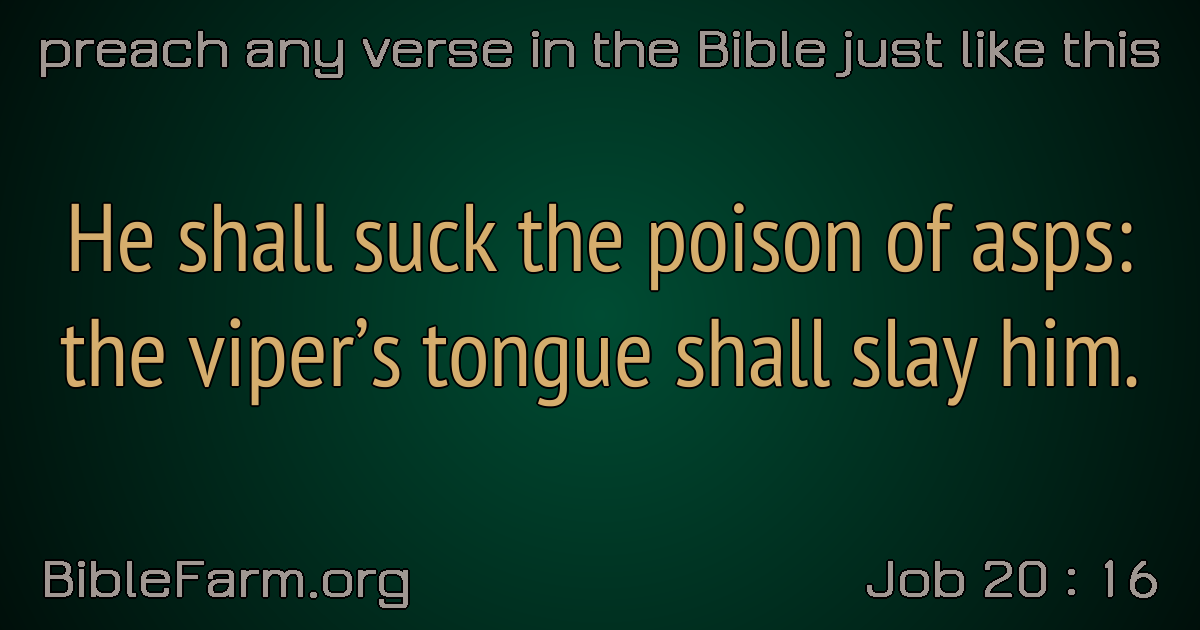 preach any verse in the Bible just like this
He shall suck the poison of asps:
the viper’s tongue shall slay him.
BibleFarm.org
Job 20 : 16